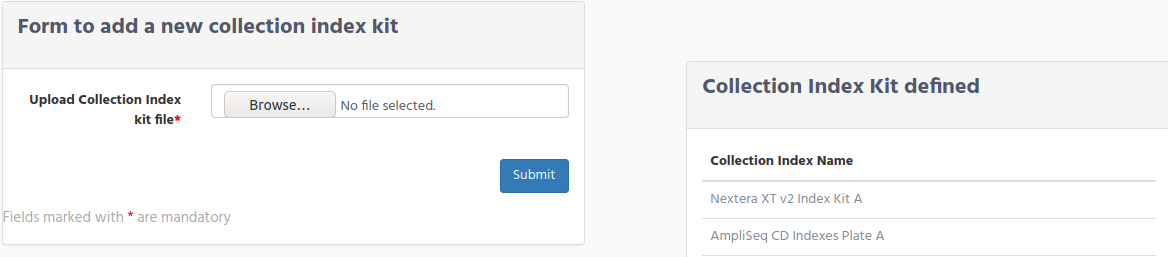 Form to add a new collection index kit
Upload Collection Index
kit file*
Browse... No file selected.
Submit
Fields marked with * are mandatory
Collection Index Kit defined
Collection Index Name
Nextera XT v2 Index Kit A
AmpliSeq CD Indexes Plate A